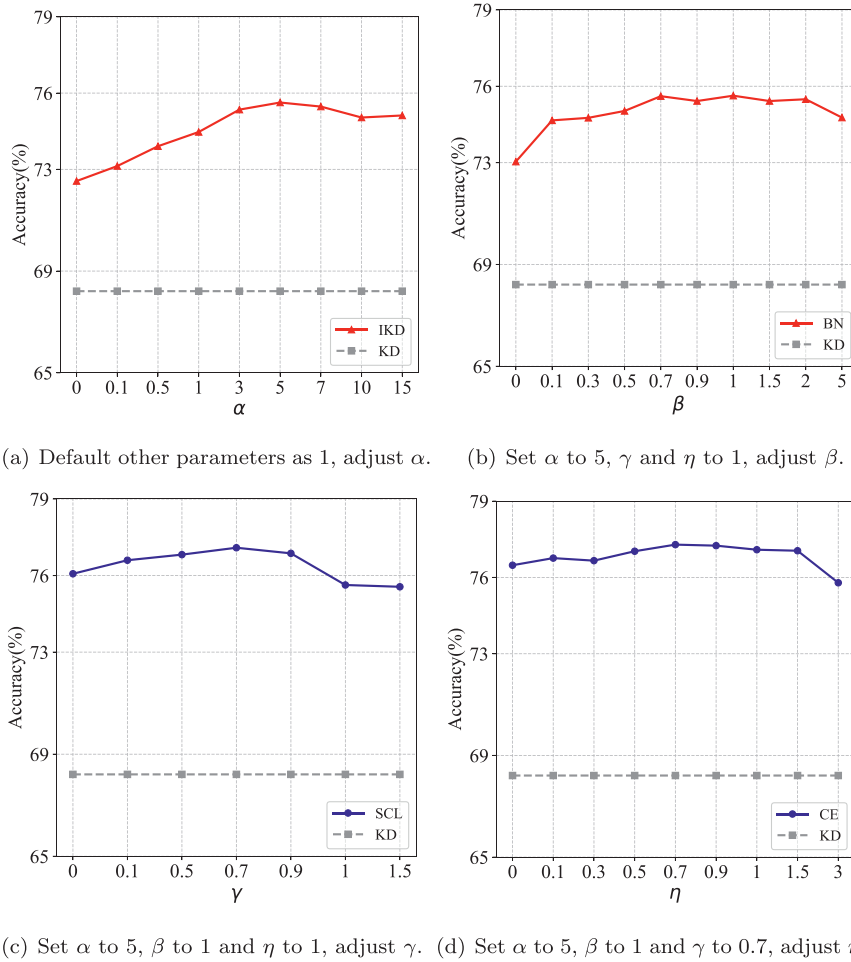 79
76
73
69
65
Accuracy(%)
IKD
KD
0 0.1 0.5 1 3 5 7 10 15
α
(a) Default other parameters as 1, adjust α.
79
76
73
69
65
Accuracy(%)
BN
KD
0 0.1 0.3 0.5 0.7 0.9 1 1.5 2 5
β
(b) Set α to 5, γ and η to 1, adjust β.
79
76
73
69
65
Accuracy(%)
SCL
KD
0 0.1 0.5 0.7 0.9 1 1.5
γ
(c) Set α to 5, β to 1 and η to 1, adjust γ.
79
76
73
69
65
Accuracy(%)
CE
KD
0 0.1 0.3 0.5 0.7 0.9 1 1.5 3
η
(d) Set α to 5, β to 1 and γ to 0.7, adjust